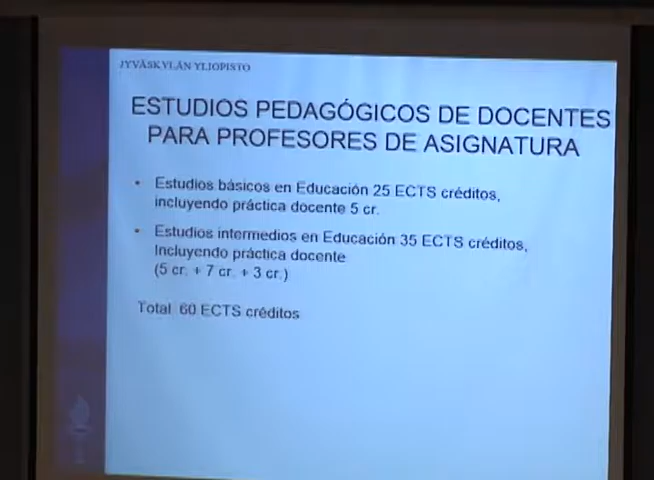 JYVÄSKYLÄN YLIOPISTO
ESTUDIOS PEDAGÓGICOS DE DOCENTES
PARA PROFESORES DE ASIGNATURA
• Estudios básicos en Educación 25 ECTS créditos,
incluyendo práctica docente 5 cr.
• Estudios intermedios en Educación 35 ECTS créditos,
Incluyendo práctica docente
(5 cr. + 7 cr. + 3 cr.)
Total 60 ECTS créditos